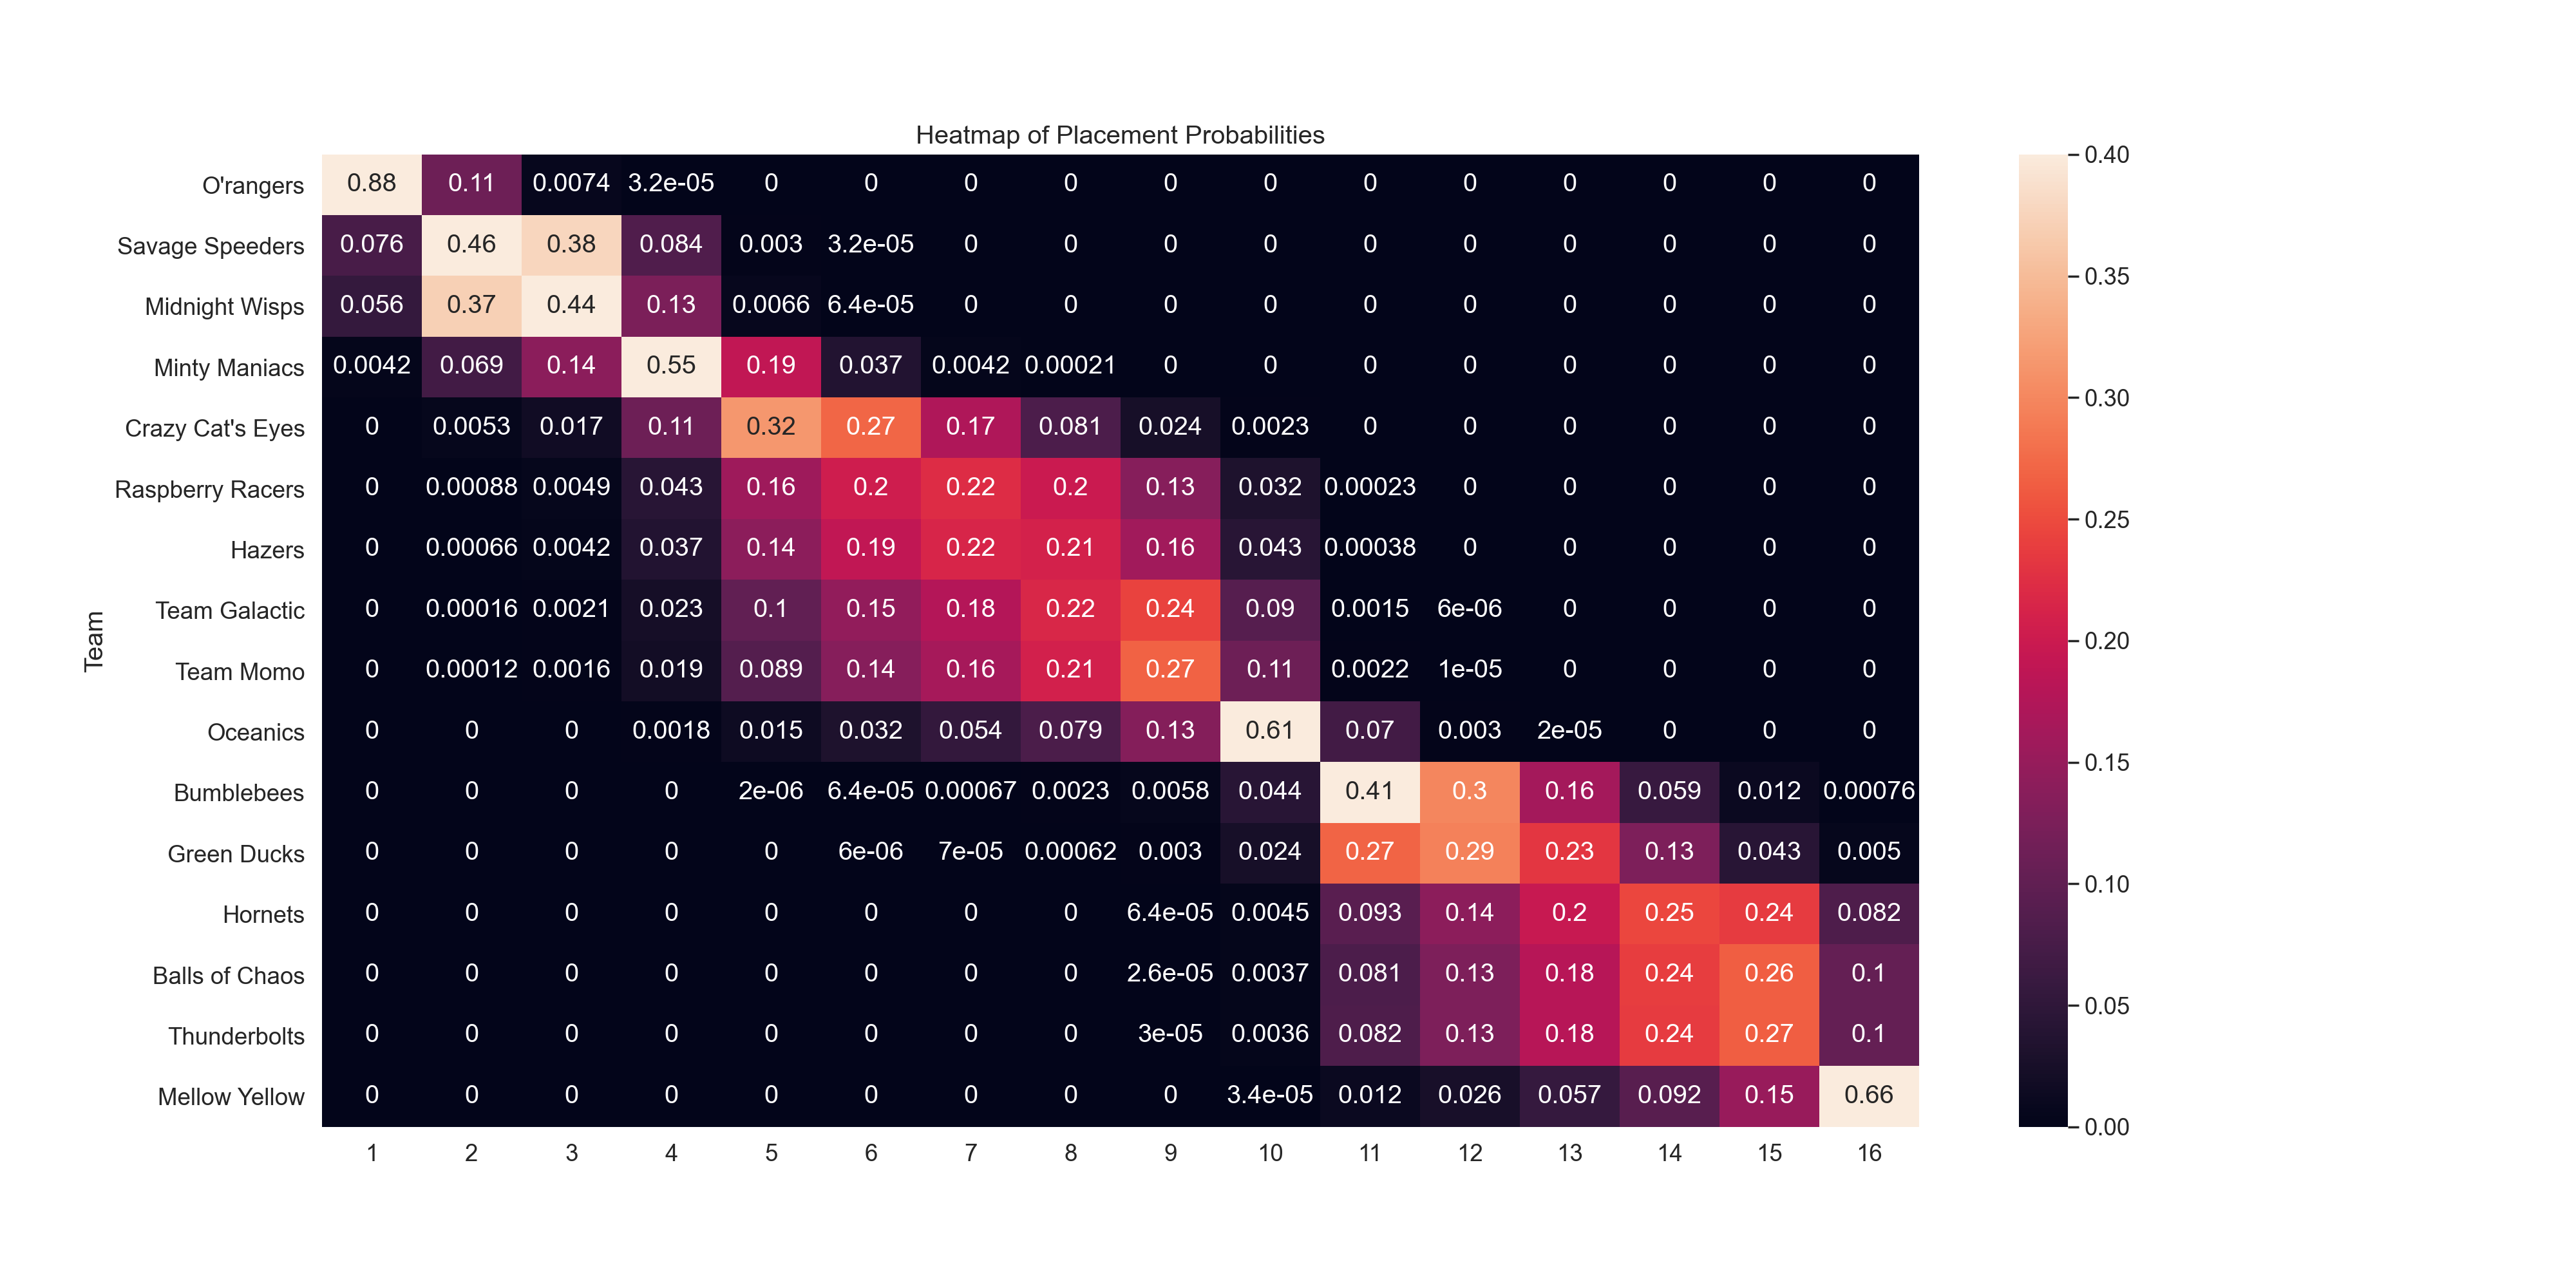 Heatmap of Placement Probabilities
O'rangers 0.88 0.11 0.0074 3.2e-05 0 0 0 0 0 0 0 0 0 0 0 0
Savage Speeders 0.076 0.46 0.38 0.084 0.003 3.2e-05 0 0 0 0 0 0 0 0 0 0
Midnight Wisps 0.056 0.37 0.44 0.13 0.0066 6.4e-05 0 0 0 0 0 0 0 0 0 0
Minty Maniacs 0.0042 0.069 0.14 0.55 0.19 0.037 0.0042 0.00021 0 0 0 0 0 0 0 0
Crazy Cat's Eyes 0 0.0053 0.017 0.11 0.32 0.27 0.17 0.081 0.024 0.0023 0 0 0 0 0 0
Raspberry Racers 0 0.00088 0.0049 0.043 0.16 0.2 0.22 0.2 0.13 0.032 0.00023 0 0 0 0 0
Hazers 0 0.00066 0.0042 0.037 0.14 0.19 0.22 0.21 0.16 0.043 0.00038 0 0 0 0 0
Team Galactic 0 0.00016 0.0021 0.023 0.1 0.15 0.18 0.22 0.24 0.09 0.0015 6e-06 0 0 0 0
Team Momo 0 0.00012 0.0016 0.019 0.089 0.14 0.16 0.21 0.27 0.11 0.0022 1e-05 0 0 0 0
Oceanics 0 0 0 0.0018 0.015 0.032 0.054 0.079 0.13 0.61 0.07 0.003 2e-05 0 0 0
Bumblebees 0 0 0 0 2e-06 6.4e-05 0.00067 0.0023 0.0058 0.044 0.41 0.3 0.16 0.059 0.012 0.00076
Green Ducks 0 0 0 0 0 6e-06 7e-05 0.00062 0.003 0.024 0.27 0.29 0.23 0.13 0.043 0.005
Hornets 0 0 0 0 0 0 0 0 6.4e-05 0.0045 0.093 0.14 0.2 0.25 0.24 0.082
Balls of Chaos 0 0 0 0 0 0 0 0 2.6e-05 0.0037 0.081 0.13 0.18 0.24 0.26 0.1
Thunderbolts 0 0 0 0 0 0 0 0 3e-05 0.0036 0.082 0.13 0.18 0.24 0.27 0.1
Mellow Yellow 0 0 0 0 0 0 0 0 0 3.4e-05 0.012 0.026 0.057 0.092 0.15 0.66
1 2 3 4 5 6 7 8 9 10 11 12 13 14 15 16
Team
0.40
0.35
0.30
0.25
0.20
0.15
0.10
0.05
0.00